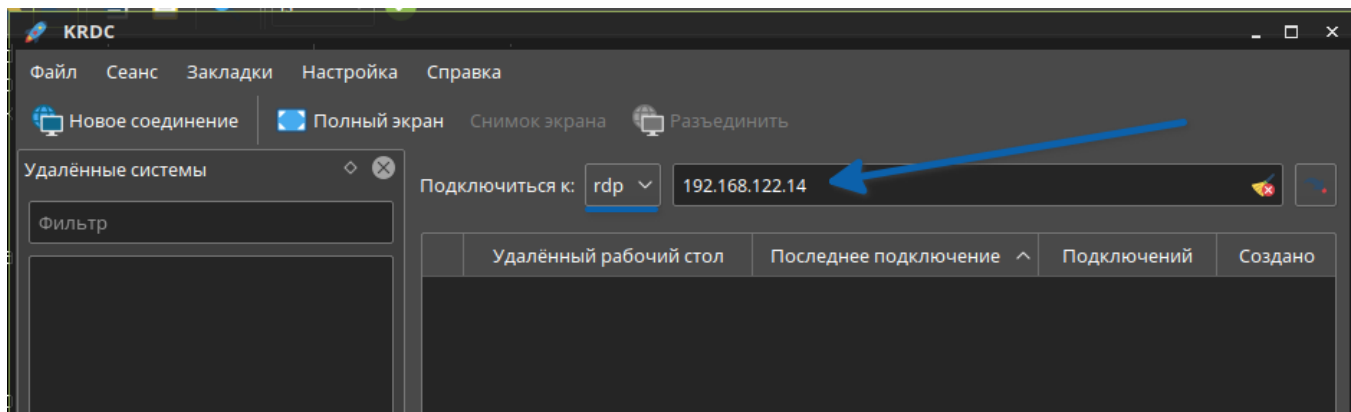 KRDC
Файл Сеанс Закладки Настройка Справка
Новое соединение Полный экран Снимок экрана Разъединить
Удалённые системы
Подключиться к: rdp 192.168.122.14
Фильтр
Удалённый рабочий стол Последнее подключение Подключений Создано